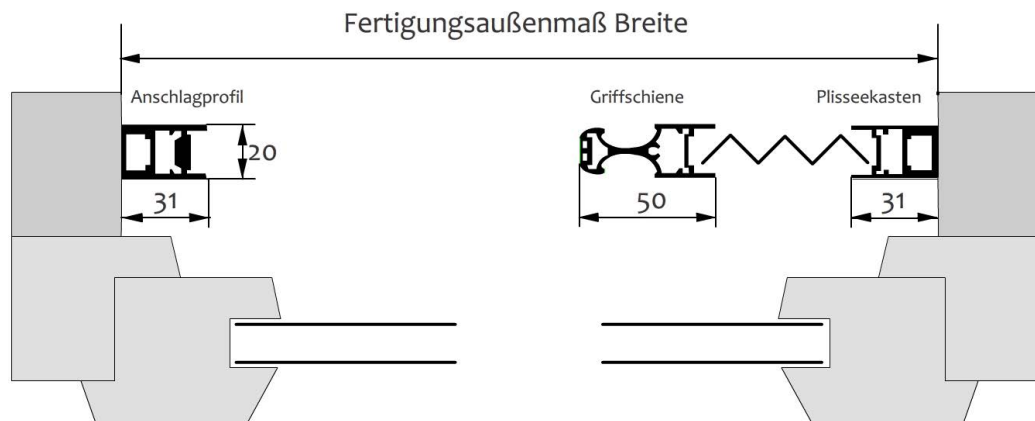 Fertigungsaußenmaß Breite
Anschlagprofil
Griffschiene
Plisseekasten
20
31
50
31